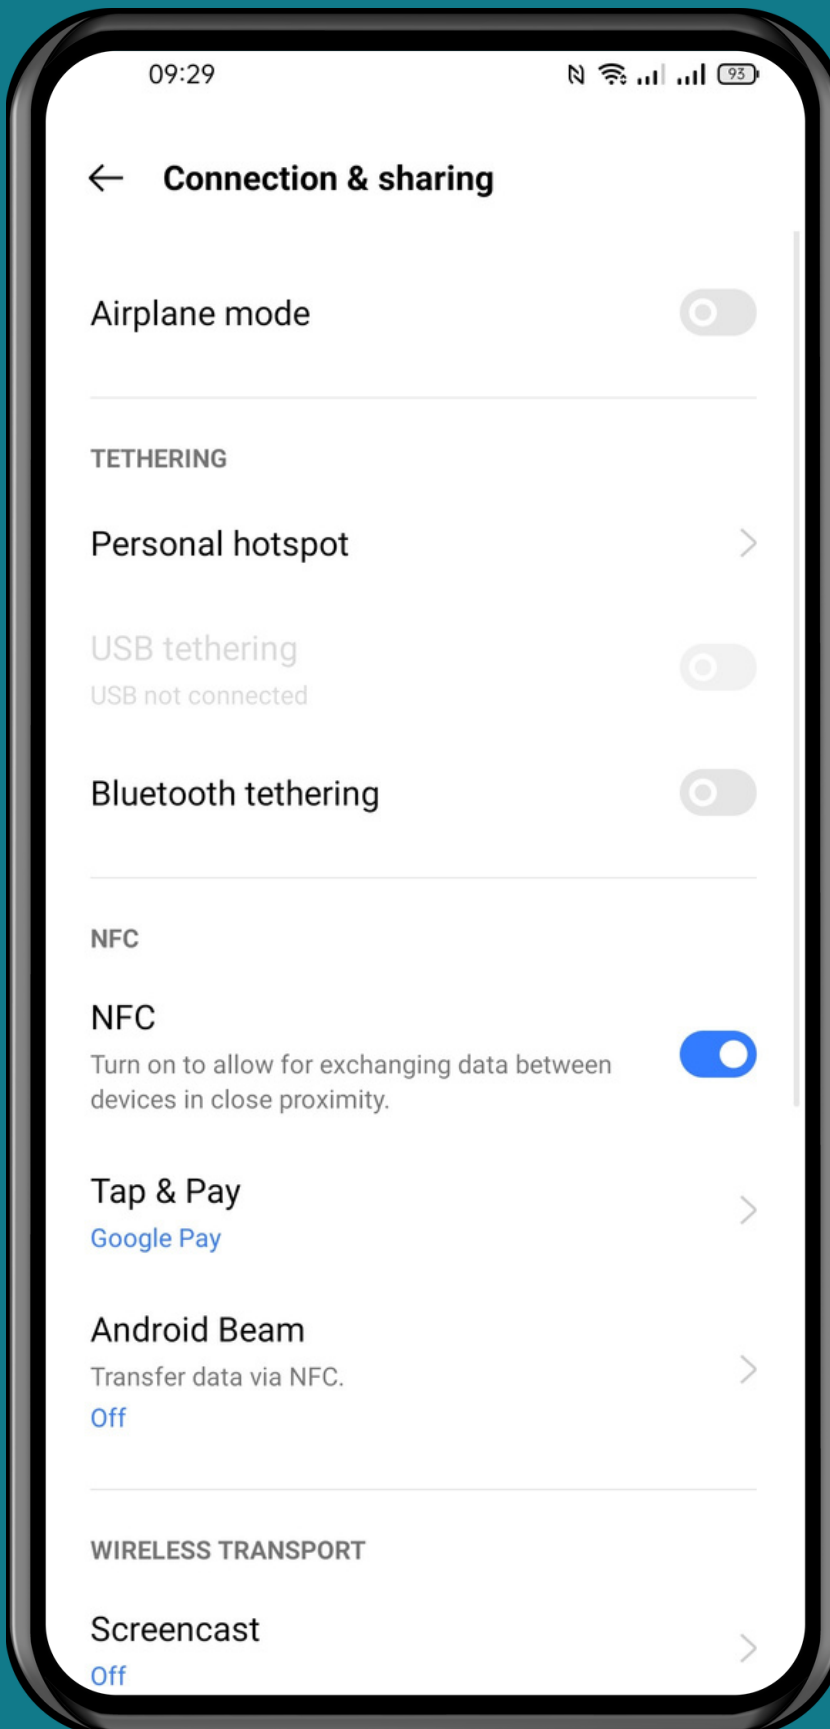 09:29
93
Connection & sharing
Airplane mode
TETHERING
Personal hotspot
USB tethering
USB not connected
Bluetooth tethering
NFC
NFC
Turn on to allow for exchanging data between
devices in close proximity.
Tap & Pay
Google Pay
Android Beam
Transfer data via NFC.
Off
WIRELESS TRANSPORT
Screencast
Off